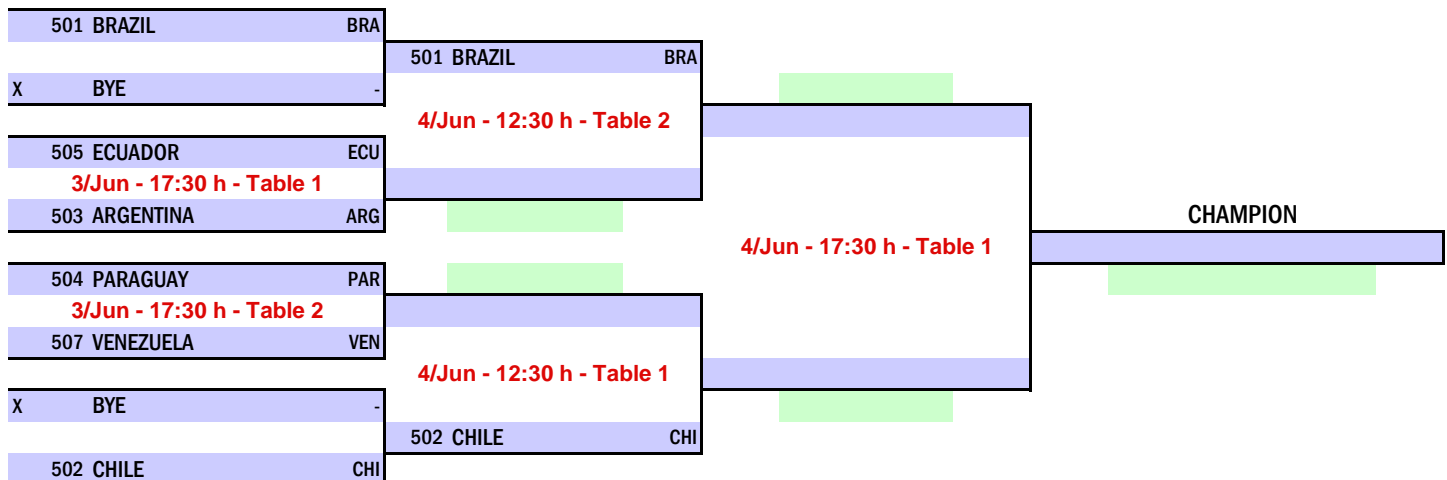 501 BRAZIL BRA
X BYE -
505 ECUADOR ECU
3/Jun - 17:30 h - Table 1
503 ARGENTINA ARG
504 PARAGUAY PAR
3/Jun - 17:30 h - Table 2
507 VENEZUELA VEN
X BYE -
502 CHILE CHI
501 BRAZIL BRA
4/Jun - 12:30 h - Table 2
4/Jun - 12:30 h - Table 1
502 CHILE CHI
4/Jun - 17:30 h - Table 1
CHAMPION